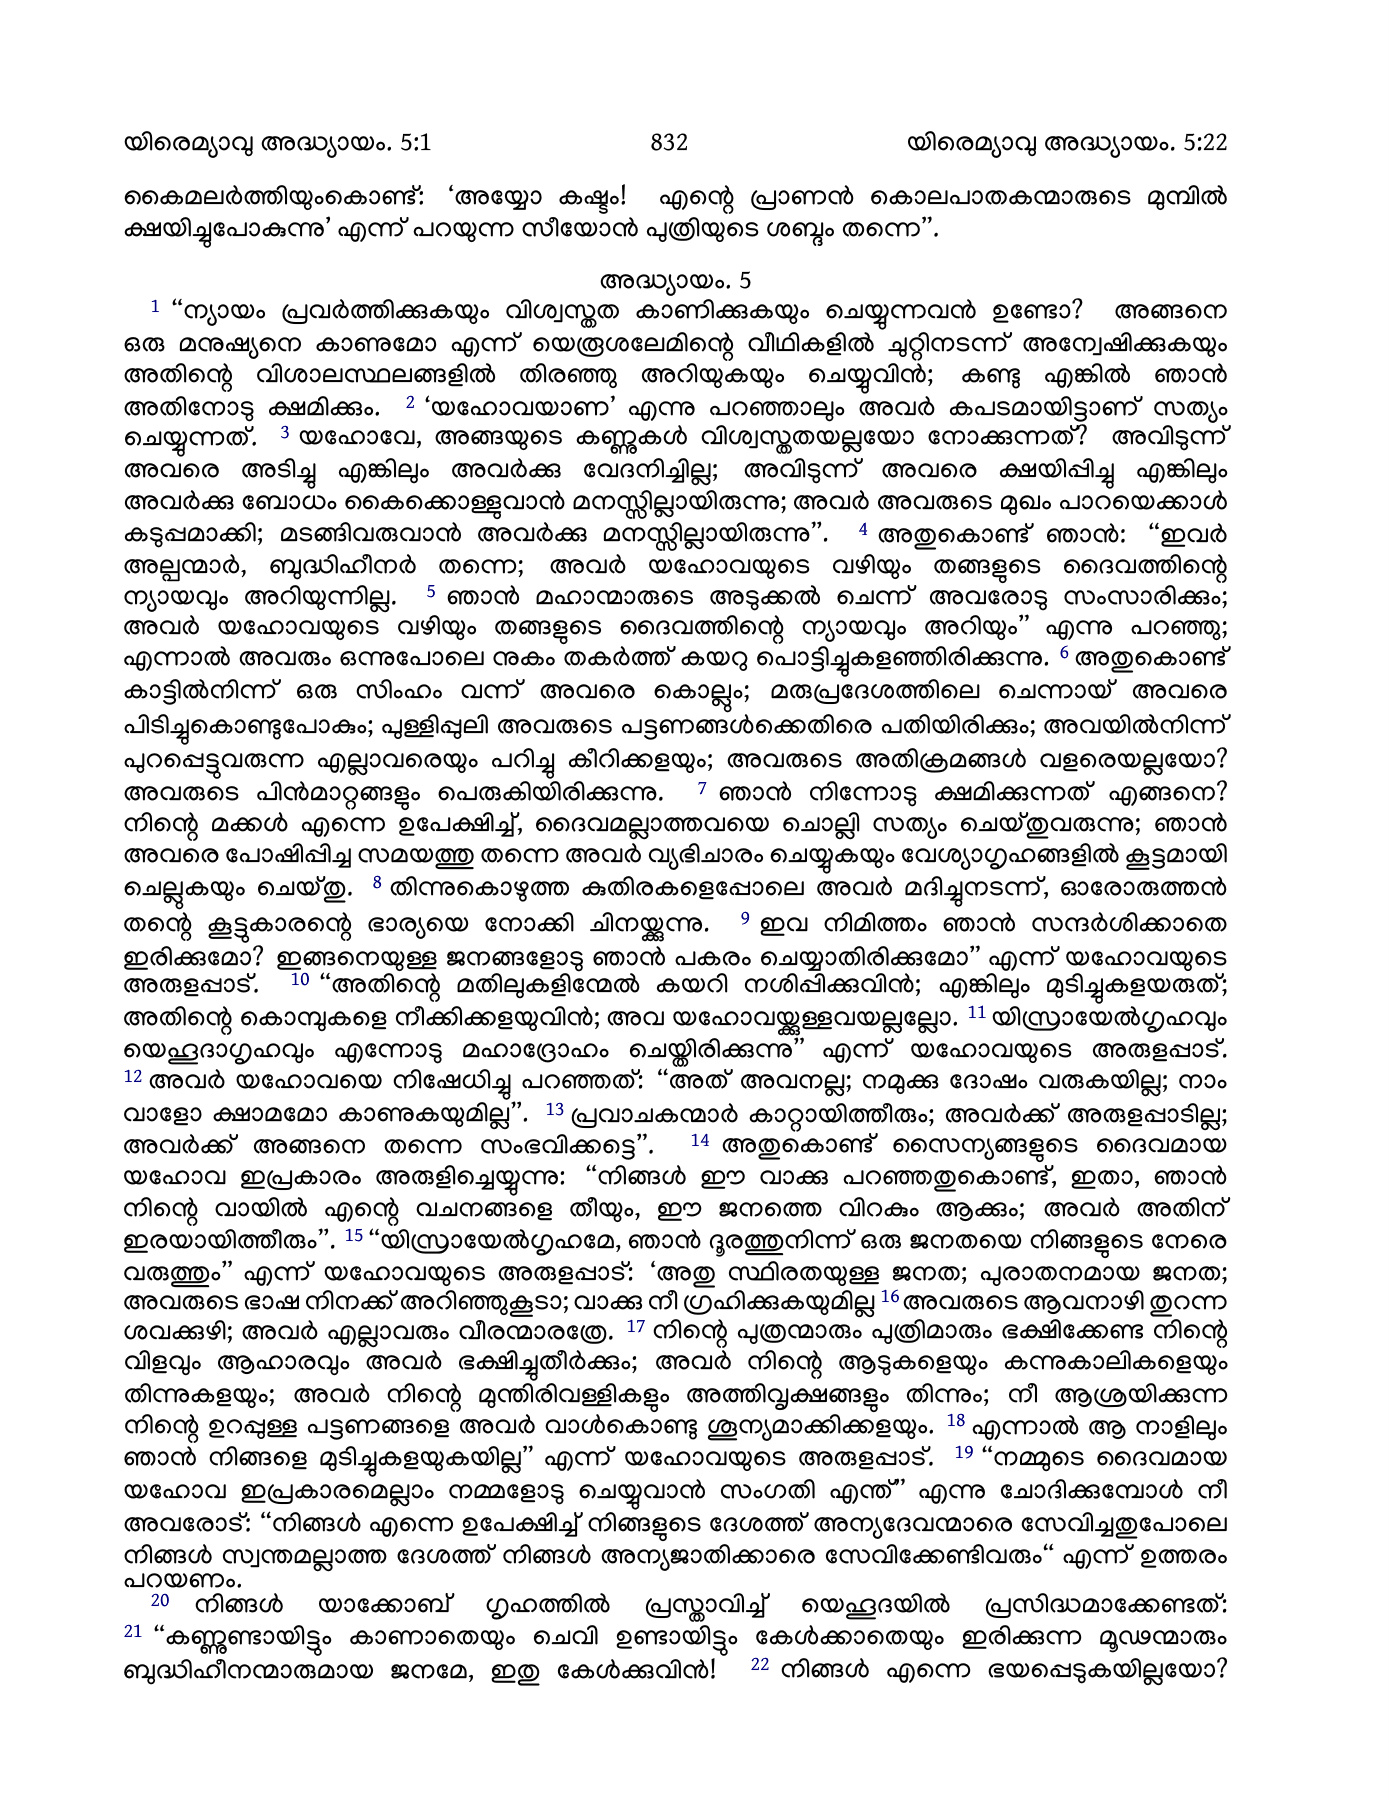 യിരെമ്യാവു അദ്ധ്യായം. 5:1 832 യിരെമ്യാവു അദ്ധ്യായം. 5:22
കൈമലർത്തിയുംകൊണ്ട്: ‘അയ്യോ കഷ്ടം! എന്റെ പ്രാണൻ കൊലപാതകന്മാരുടെ മുമ്പിൽ
ക്ഷയിച്ചുപോകുന്നു’ എന്ന് പറയുന്ന സീയോൻ പുത്രിയുടെ ശബ്ദം തന്നെ”.
അദ്ധ്യായം. 5
1 “ന്യായം പ്രവർത്തിക്കുകയും വിശ്വസ്തത കാണിക്കുകയും ചെയ്യുന്നവൻ ഉണ്ടോ? അങ്ങനെ
ഒരു മനുഷ്യനെ കാണുമോ എന്ന് യെരൂശലേമിന്റെ വീഥികളിൽ ചുറ്റിനടന്ന് അന്വേഷിക്കുകയും
അതിന്റെ വിശാലസ്ഥലങ്ങളിൽ തിരഞ്ഞു അറിയുകയും ചെയ്യുവിൻ; കണ്ടു എങ്കിൽ ഞാൻ
അതിനോടു ക്ഷമിക്കും. 2 ‘യഹോവയാണ’ എന്നു പറഞ്ഞാലും അവർ കപടമായിട്ടാണ് സത്യം
ചെയ്യുന്നത്. 3 യഹോവേ, അങ്ങയുടെ കണ്ണുകൾ വിശ്വസ്തതയല്ലയോ നോക്കുന്നത്? അവിടുന്ന്
അവരെ അടിച്ചു എങ്കിലും അവർക്കു വേദനിച്ചില്ല; അവിടുന്ന് അവരെ ക്ഷയിപ്പിച്ചു എങ്കിലും
അവർക്കു ബോധം കൈക്കൊള്ളുവാൻ മനസ്സില്ലായിരുന്നു; അവർ അവരുടെ മുഖം പാറയെക്കാൾ
കടുപ്പമാക്കി; മടങ്ങിവരുവാൻ അവർക്കു മനസ്സില്ലായിരുന്നു”. 4 അതുകൊണ്ട് ഞാൻ: “ഇവർ
അല്പന്മാർ, ബുദ്ധിഹീനർ തന്നെ; അവർ യഹോവയുടെ വഴിയും തങ്ങളുടെ ദൈവത്തിന്റെ
ന്യായവും അറിയുന്നില്ല. 5 ഞാൻ മഹാന്മാരുടെ അടുക്കൽ ചെന്ന് അവരോടു സംസാരിക്കും;
അവർ യഹോവയുടെ വഴിയും തങ്ങളുടെ ദൈവത്തിന്റെ ന്യായവും അറിയും” എന്നു പറഞ്ഞു;
എന്നാൽ അവരും ഒന്നുപോലെ നുകം തകർത്ത് കയറു പൊട്ടിച്ചുകളഞ്ഞിരിക്കുന്നു. 6 അതുകൊണ്ട്
കാട്ടിൽനിന്ന് ഒരു സിംഹം വന്ന് അവരെ കൊല്ലും; മരുപ്രദേശത്തിലെ ചെന്നായ് അവരെ
പിടിച്ചുകൊണ്ടുപോകും; പുള്ളിപ്പുലി അവരുടെ പട്ടണങ്ങൾക്കെതിരെ പതിയിരിക്കും; അവയിൽനിന്ന്
പുറപ്പെട്ടുവരുന്ന എല്ലാവരെയും പറിച്ചു കീറിക്കളയും; അവരുടെ അതിക്രമങ്ങൾ വളരെയല്ലയോ?
അവരുടെ പിൻമാറ്റങ്ങളും പെരുകിയിരിക്കുന്നു. 7 ഞാൻ നിന്നോടു ക്ഷമിക്കുന്നത് എങ്ങനെ?
നിന്റെ മക്കൾ എന്നെ ഉപേക്ഷിച്ച്, ദൈവമല്ലാത്തവയെ ചൊല്ലി സത്യം ചെയ്തുവരുന്നു; ഞാൻ
അവരെ പോഷിപ്പിച്ച സമയത്തു തന്നെ അവർ വ്യഭിചാരം ചെയ്യുകയും വേശ്യാഗൃഹങ്ങളിൽ കൂട്ടമായി
ചെല്ലുകയും ചെയ്തു. 8 തിന്നുകൊഴുത്ത കുതിരകളെപ്പോലെ അവർ മദിച്ചുനടന്ന്, ഓരോരുത്തൻ
തന്റെ കൂട്ടുകാരന്റെ ഭാര്യയെ നോക്കി ചിനയ്ക്കുന്നു. 9 ഇവ നിമിത്തം ഞാൻ സന്ദർശിക്കാതെ
ഇരിക്കുമോ? ഇങ്ങനെയുള്ള ജനങ്ങളോടു ഞാൻ പകരം ചെയ്യാതിരിക്കുമോ” എന്ന് യഹോവയുടെ
അരുളപ്പാട്. 10 “അതിന്റെ മതിലുകളിന്മേൽ കയറി നശിപ്പിക്കുവിൻ; എങ്കിലും മുടിച്ചുകളയരുത്;
അതിന്റെ കൊമ്പുകളെ നീക്കിക്കളയുവിൻ; അവ യഹോവയ്ക്കുള്ളവയല്ലല്ലോ. 11 യിസ്രായേൽഗൃഹവും
യെഹൂദാഗൃഹവും എന്നോടു മഹാദ്രോഹം ചെയ്തിരിക്കുന്നു” എന്ന് യഹോവയുടെ അരുളപ്പാട്.
12 അവർ യഹോവയെ നിഷേധിച്ചു പറഞ്ഞത്: “അത് അവനല്ല; നമുക്കു ദോഷം വരുകയില്ല; നാം
വാളോ ക്ഷാമമോ കാണുകയുമില്ല”. 13 പ്രവാചകന്മാർ കാറ്റായിത്തീരും; അവർക്ക് അരുളപ്പാടില്ല;
അവർക്ക് അങ്ങനെ തന്നെ സംഭവിക്കട്ടെ”. 14 അതുകൊണ്ട് സൈന്യങ്ങളുടെ ദൈവമായ
യഹോവ ഇപ്രകാരം അരുളിച്ചെയ്യുന്നു: “നിങ്ങൾ ഈ വാക്കു പറഞ്ഞതുകൊണ്ട്, ഇതാ, ഞാൻ
നിന്റെ വായിൽ എന്റെ വചനങ്ങളെ തീയും, ഈ ജനത്തെ വിറകും ആക്കും; അവർ അതിന്
ഇരയായിത്തീരും”. 15 “യിസ്രായേൽഗൃഹമേ, ഞാൻ ദൂരത്തുനിന്ന് ഒരു ജനതയെ നിങ്ങളുടെ നേരെ
വരുത്തും” എന്ന് യഹോവയുടെ അരുളപ്പാട്: ‘അതു സ്ഥിരതയുള്ള ജനത; പുരാതനമായ ജനത;
അവരുടെ ഭാഷ നിനക്ക് അറിഞ്ഞുകൂടാ; വാക്കു നീ ഗ്രഹിക്കുകയുമില്ല 16 അവരുടെ ആവനാഴി തുറന്ന
ശവക്കുഴി; അവർ എല്ലാവരും വീരന്മാരത്രേ. 17 നിന്റെ പുത്രന്മാരും പുത്രിമാരും ഭക്ഷിക്കേണ്ട നിന്റെ
വിളവും ആഹാരവും അവർ ഭക്ഷിച്ചുതീർക്കും; അവർ നിന്റെ ആടുകളെയും കന്നുകാലികളെയും
തിന്നുകളയും; അവർ നിന്റെ മുന്തിരിവള്ളികളും അത്തിവൃക്ഷങ്ങളും തിന്നും; നീ ആശ്രയിക്കുന്ന
നിന്റെ ഉറപ്പുള്ള പട്ടണങ്ങളെ അവർ വാൾകൊണ്ടു ശൂന്യമാക്കിക്കളയും. 18 എന്നാൽ ആ നാളിലും
ഞാൻ നിങ്ങളെ മുടിച്ചുകളയുകയില്ല” എന്ന് യഹോവയുടെ അരുളപ്പാട്. 19 “നമ്മുടെ ദൈവമായ
യഹോവ ഇപ്രകാരമെല്ലാം നമ്മളോടു ചെയ്യുവാൻ സംഗതി എന്ത്” എന്നു ചോദിക്കുമ്പോൾ നീ
അവരോട്: “നിങ്ങൾ എന്നെ ഉപേക്ഷിച്ച് നിങ്ങളുടെ ദേശത്ത് അന്യദേവന്മാരെ സേവിച്ചതുപോലെ
നിങ്ങൾ സ്വന്തമല്ലാത്ത ദേശത്ത് നിങ്ങൾ അന്യജാതിക്കാരെ സേവിക്കേണ്ടിവരും“ എന്ന് ഉത്തരം
പറയണം.
20 നിങ്ങൾ യാക്കോബ് ഗൃഹത്തിൽ പ്രസ്താവിച്ച് യെഹൂദയിൽ പ്രസിദ്ധമാക്കേണ്ടത്:
21 “കണ്ണുണ്ടായിട്ടും കാണാതെയും ചെവി ഉണ്ടായിട്ടും കേൾക്കാതെയും ഇരിക്കുന്ന മൂഢന്മാരും
ബുദ്ധിഹീനന്മാരുമായ ജനമേ, ഇതു കേൾക്കുവിൻ! 22 നിങ്ങൾ എന്നെ ഭയപ്പെടുകയില്ലയോ?